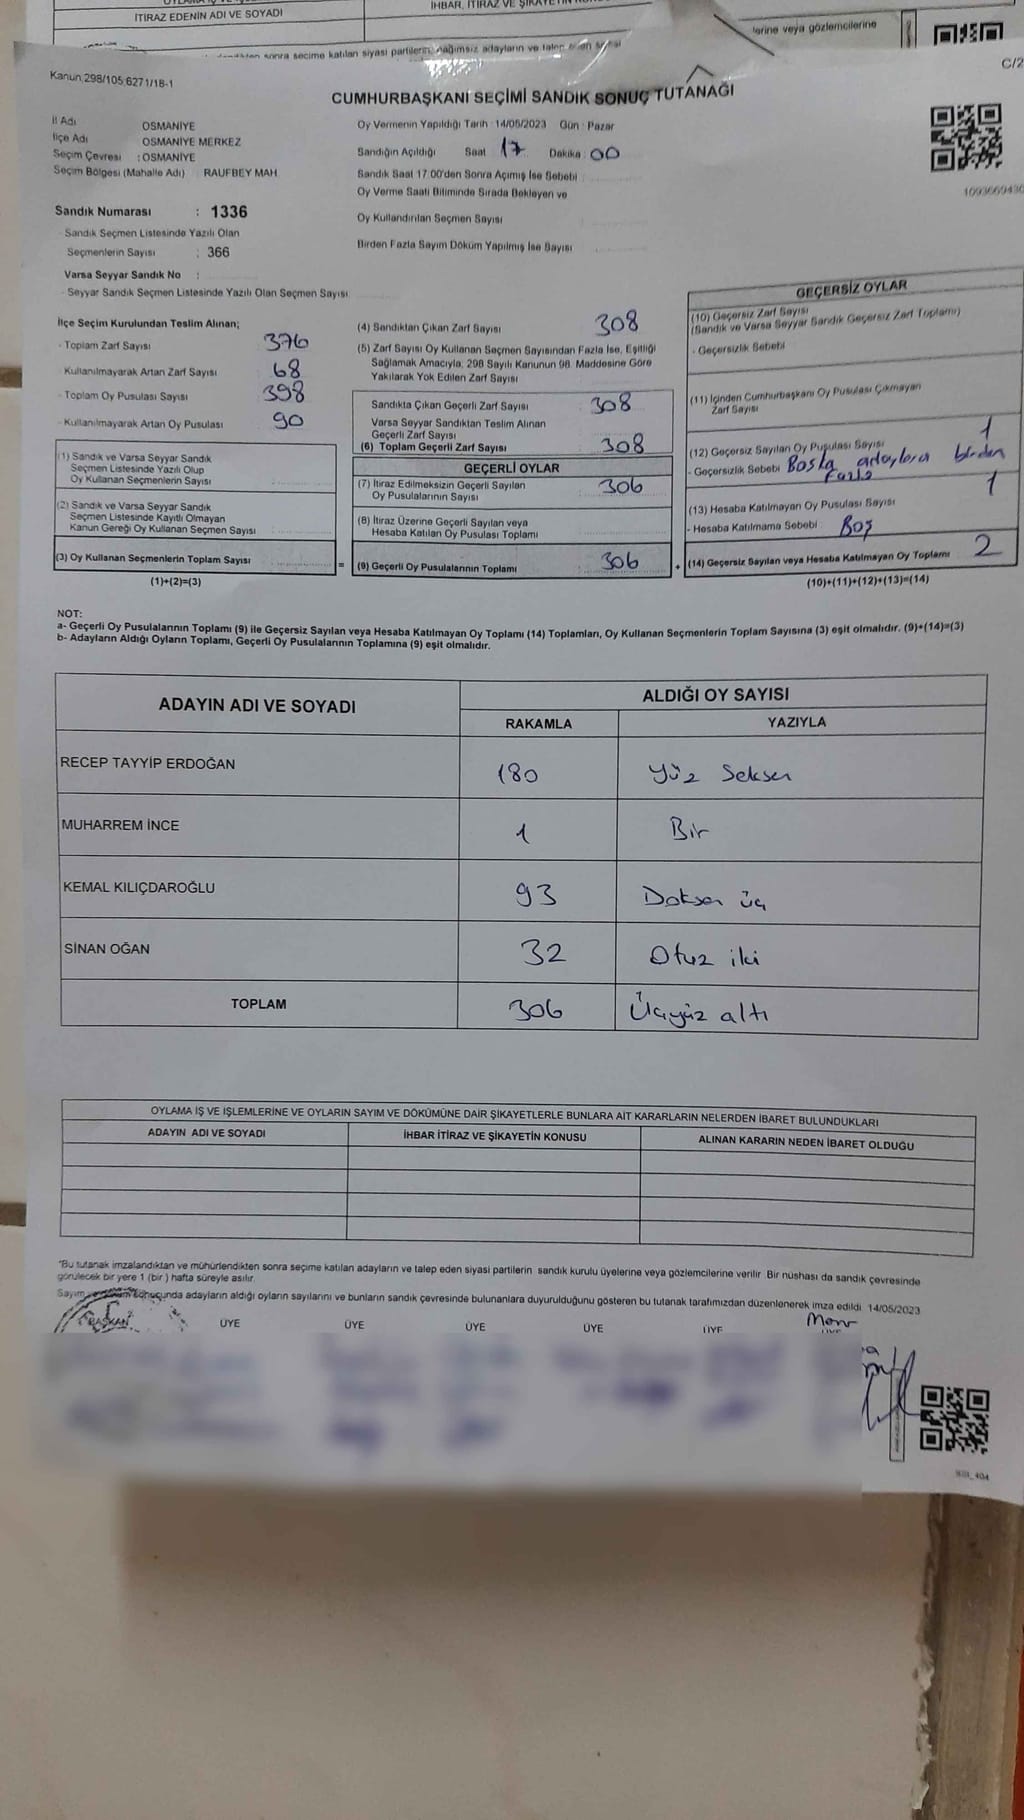 İTİRAZ EDENİN ADI VE SOYADI
sonra seçime katılan siyasi partilerin, bağımsız adayların ve talep eden
lerine veya gözlemcilerine
C/2
Kanun 298/105 6271/18-1
CUMHURBAŞKANI SEÇİMİ SANDIK SONUÇ TUTANAĞI
İl Adı OSMANİYE
İlçe Adı OSMANİYE MERKEZ
Seçim Çevresi : OSMANİYE
Seçim Bölgesi (Mahalle Adı) RAUFBEY MAH.
Oy Vermenin Yapıldığı Tarih : 14/05/2023 Gün : Pazar
Sandığın Açıldığı Saat 17 Dakika : 00
Sandık Saat 17.00'den Sonra Açımış İse Sebebi
Oy Verme Saati Bitiminde Sırada Bekleyen ve
Oy Kullandırılan Seçmen Sayısı
Birden Fazla Sayım Döküm Yapılmış İse Sayısı
Sandık Numarası : 1336
Sandık Seçmen Listesinde Yazılı Olan
Seçmenlerin Sayısı : 366
Varsa Seyyar Sandık No :
- Seyyar Sandık Seçmen Listesinde Yazılı Olan Seçmen Sayısı:
İlçe Seçim Kurulundan Teslim Alınan;
- Toplam Zarf Sayısı 376
- Kullanılmayarak Artan Zarf Sayısı 68
- Toplam Oy Pusulası Sayısı 398
- Kullanılmayarak Artan Oy Pusulası 90
(1) Sandık ve Varsa Seyyar Sandık
Seçmen Listesinde Yazılı Olup
Oy Kullanan Seçmenlerin Sayısı :
(2) Sandık ve Varsa Seyyar Sandık
Seçmen Listesinde Kayıtlı Olmayan
Kanun Gereği Oy Kullanan Seçmen Sayısı :
(3) Oy Kullanan Seçmenlerin Toplam Sayısı
(1)+(2)=(3)
=
(4) Sandıktan Çıkan Zarf Sayısı 308
(5) Zarf Sayısı Oy Kullanan Seçmen Sayısından Fazla İse, Eşitliği
Sağlamak Amacıyla, 298 Sayılı Kanunun 98. Maddesine Göre
Yakılarak Yok Edilen Zarf Sayısı
Sandıkta Çıkan Geçerli Zarf Sayısı 308
Varsa Seyyar Sandıktan Teslim Alınan
Geçerli Zarf Sayısı
(6) Toplam Geçerli Zarf Sayısı 308
GEÇERLİ OYLAR
(7) İtiraz Edilmeksizin Geçerli Sayılan
Oy Pusulalarının Sayısı 306
(8) İtiraz Üzerine Geçerli Sayılan veya
Hesaba Katılan Oy Pusulası Toplamı
(9) Geçerli Oy Pusulalarının Toplamı 306
+
GEÇERSİZ OYLAR
(10) Geçersiz Zarf Sayısı
(Sandık ve Varsa Seyyar Sandık Geçersiz Zarf Toplamı)
- Geçersizlik Sebebi
(11) İçinden Cumhurbaşkanı Oy Pusulası Çıkmayan
Zarf Sayısı
(12) Geçersiz Sayılan Oy Pusulası Sayısı 1
- Geçersizlik Sebebi Başka adaylara birden
Fazla
(13) Hesaba Katılmayan Oy Pusulası Sayısı 1
- Hesaba Katılmama Sebebi : Boş
(14) Geçersiz Sayılan veya Hesaba Katılmayan Oy Toplamı 2
(10)+(11)+(12)+(13)=(14)
NOT:
a- Geçerli Oy Pusulalarının Toplamı (9) ile Geçersiz Sayılan veya Hesaba Katılmayan Oy Toplamı (14) Toplamları, Oy Kullanan Seçmenlerin Toplam Sayısına (3) eşit olmalıdır. (9)+(14)=(3)
b- Adayların Aldığı Oyların Toplamı, Geçerli Oy Pusulalarının Toplamına (9) eşit olmalıdır.
ADAYIN ADI VE SOYADI ALDIĞI OY SAYISI
RAKAMLA YAZIYLA
RECEP TAYYİP ERDOĞAN 180 Yüz Seksen
MUHARREM İNCE 1 Bir
KEMAL KILIÇDAROĞLU 93 Doksan üç
SİNAN OĞAN 32 Otuz iki
TOPLAM 306 Üçyüz altı
OYLAMA İŞ VE İŞLEMLERİNE VE OYLARIN SAYIM VE DÖKÜMÜNE DAİR ŞİKAYETLERLE BUNLARA AİT KARARLARIN NELERDEN İBARET BULUNDUKLARI
ADAYIN ADI VE SOYADI İHBAR İTİRAZ VE ŞİKAYETİN KONUSU ALINAN KARARIN NEDEN İBARET OLDUĞU
*Bu tutanak imzalandıktan ve mühürlendikten sonra seçime katılan adayların ve talep eden siyasi partilerin sandık kurulu üyelerine veya gözlemcilerine verilir. Bir nüshası da sandık çevresinde
görülecek bir yere 1 (bir ) hafta süreyle asılır.
Sayım sonucunda adayların aldığı oyların sayılarını ve bunların sandık çevresinde bulunanlara duyurulduğunu gösteren bu tutanak tarafımızdan düzenlenerek imza edildi. 14/05/2023
BAŞKAN ÜYE ÜYE ÜYE ÜYE ÜYE